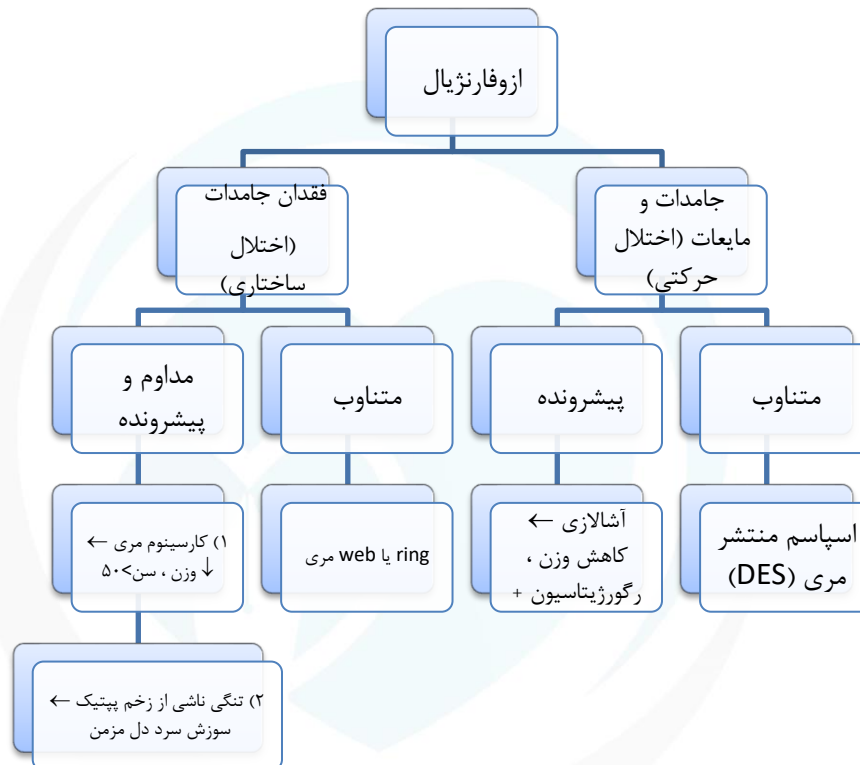 ازوفارنژیال
جامدات و
مایعات (اختلال
حرکتی)
فقدان جامدات
(اختلال
ساختاری)
متناوب
پیشرونده
متناوب
مداوم و
پیشرونده
اسپاسم منتشر
مری (DES)
آشالازی ←
کاهش وزن ،
رگورژیتاسیون +
ring یا web مری
۱) کارسینوم مری ←
↓ وزن ، سن>۵۰
۲) تنگی ناشی از زخم پپتیک ←
سوزش سرد دل مزمن